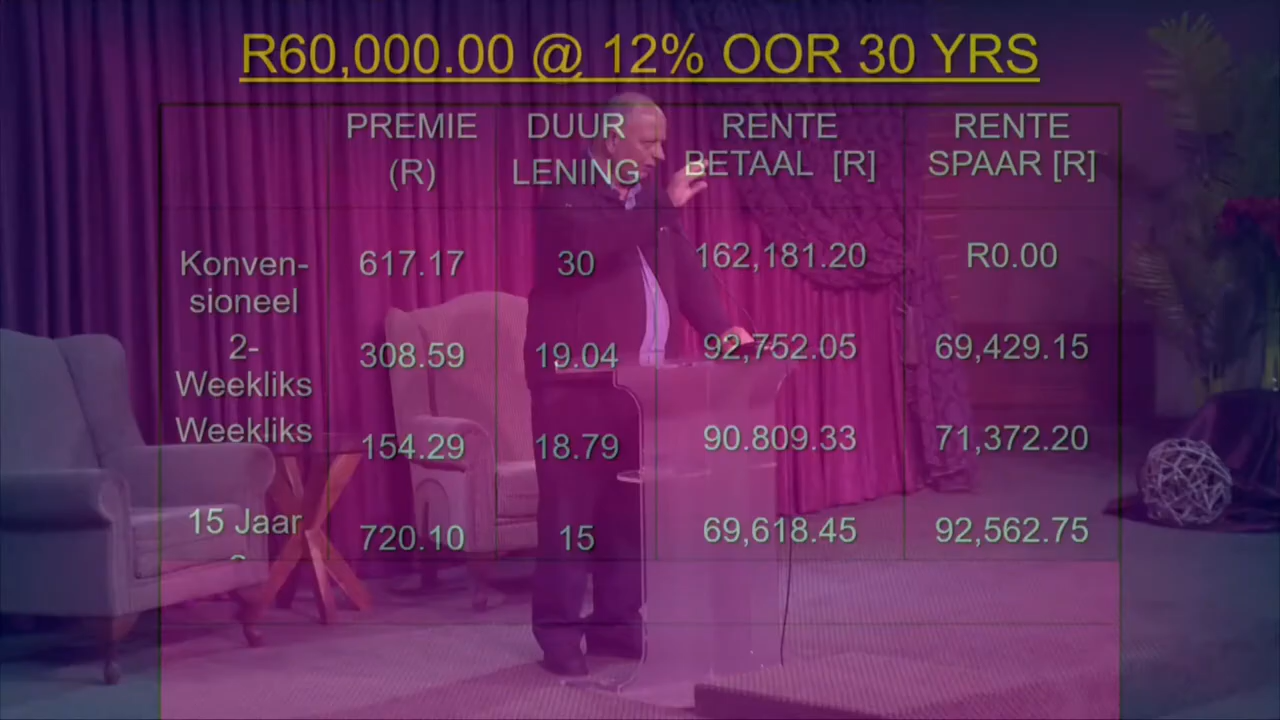 R60,000.00 @ 12% OOR 30 YRS
PREMIE (R) DUUR LENING RENTE BETAAL [R] RENTE SPAAR [R]
Konven-sioneel 617.17 30 162,181.20 R0.00
2-Weekliks 308.59 19.04 92,752.05 69,429.15
Weekliks 154.29 18.79 90.809.33 71,372.20
15 Jaar 720.10 15 69,618.45 92,562.75